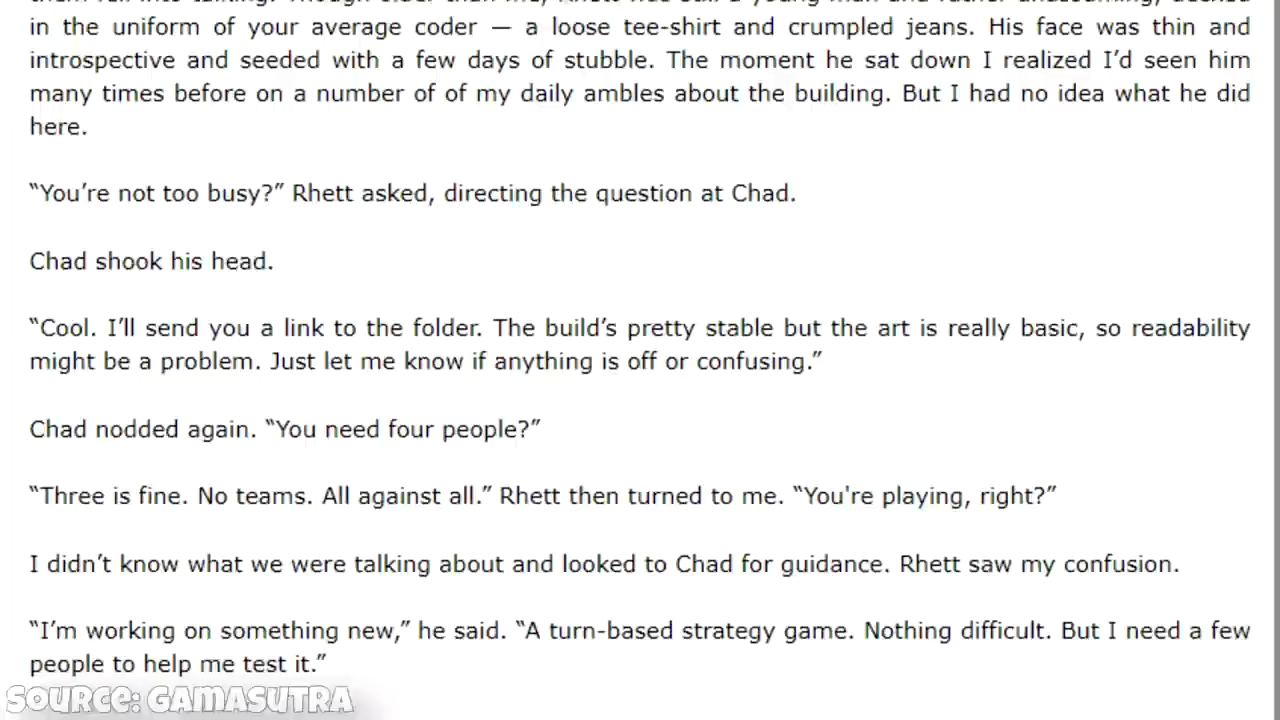 in the uniform of your average coder — a loose tee-shirt and crumpled jeans. His face was thin and
introspective and seeded with a few days of stubble. The moment he sat down I realized I’d seen him
many times before on a number of of my daily ambles about the building. But I had no idea what he did
here.
“You’re not too busy?” Rhett asked, directing the question at Chad.
Chad shook his head.
“Cool. I’ll send you a link to the folder. The build’s pretty stable but the art is really basic, so readability
might be a problem. Just let me know if anything is off or confusing.”
Chad nodded again. “You need four people?”
“Three is fine. No teams. All against all.” Rhett then turned to me. “You're playing, right?”
I didn’t know what we were talking about and looked to Chad for guidance. Rhett saw my confusion.
“I’m working on something new,” he said. “A turn-based strategy game. Nothing difficult. But I need a few
people to help me test it.”
SOURCE: GAMASUTRA